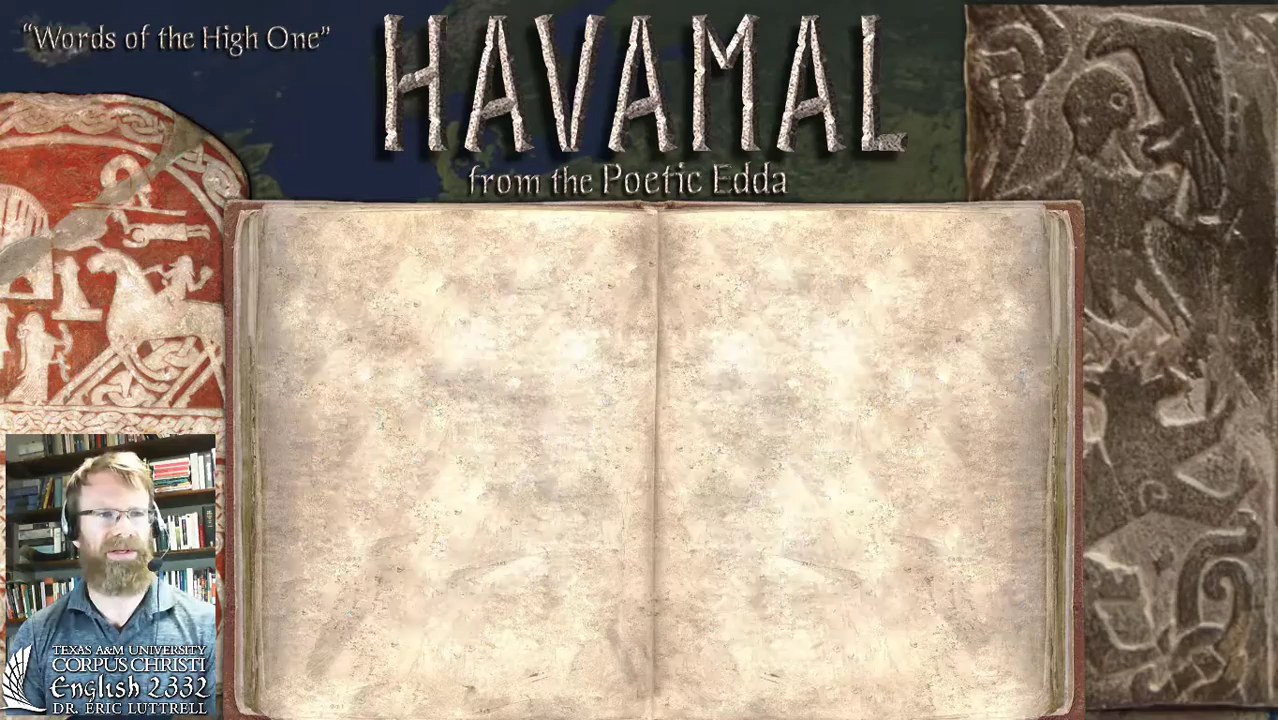 "Words of the High One"
HAVAMAL
from the Poetic Edda
TEXAS A&M UNIVERSITY
CORPUS CHRISTI
English 2332
DR. ERIC LUTTRELL